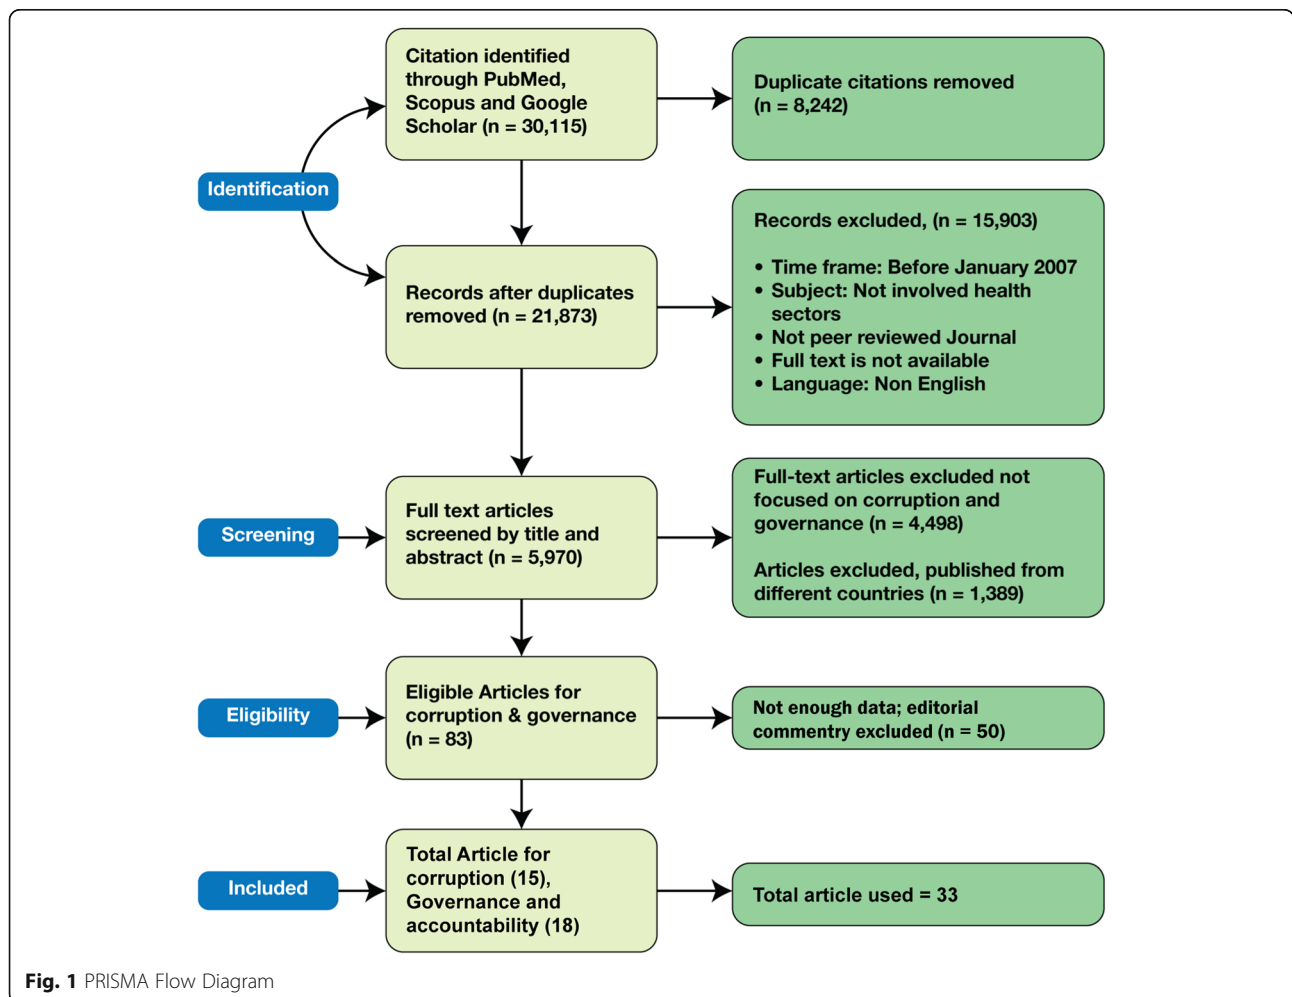 Citation identified
through PubMed,
Scopus and Google
Scholar (n = 30,115)
Duplicate citations removed
(n = 8,242)
Identification
Records after duplicates
removed (n = 21,873)
Records excluded, (n = 15,903)
• Time frame: Before January 2007
• Subject: Not involved health
sectors
• Not peer reviewed Journal
• Full text is not available
• Language: Non English
Screening
Full text articles
screened by title and
abstract (n = 5,970)
Full-text articles excluded not
focused on corruption and
governance (n = 4,498)
Articles excluded, published from
different countries (n = 1,389)
Eligibility
Eligible Articles for
corruption & governance
(n = 83)
Not enough data; editorial
commentry excluded (n = 50)
Included
Total Article for
corruption (15),
Governance and
accountability (18)
Total article used = 33
Fig. 1 PRISMA Flow Diagram